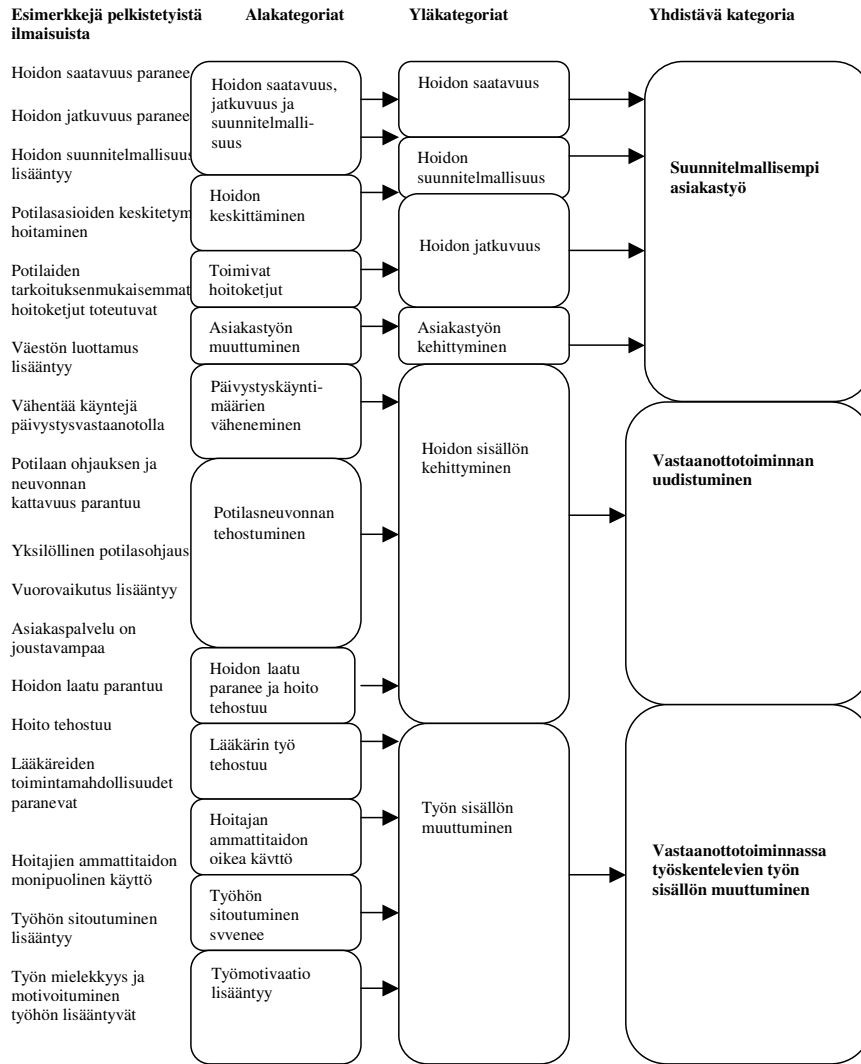 Esimerkkejä pelkistetyistä
ilmaisuista
Alakategoriat
Yläkategoriat
Yhdistävä kategoria
Hoidon saatavuus paranee
Hoidon jatkuvuus paranee
Hoidon suunnitelmallisuus
lisääntyy
Potilasasioiden keskitetym
hoitaminen
Potilaiden
tarkoituksenmukaisemmat
hoitoketjut toteutuvat
Väestön luottamus
lisääntyy
Vähentää käyntejä
päivystysvastaanotolla
Potilaan ohjauksen ja
neuvonnan
kattavuus parantuu
Yksilöllinen potilasohjaus
Vuorovaikutus lisääntyy
Asiakaspalvelu on
joustavampaa
Hoidon laatu parantuu
Hoito tehostuu
Lääkäreiden
toimintamahdollisuudet
paranevat
Hoitajien ammattitaidon
monipuolinen käyttö
Työhön sitoutuminen
lisääntyy
Työn mielekkyys ja
motivoituminen
työhön lisääntyvät
Hoidon saatavuus,
jatkuvuus ja
suunnitelmalli-
suus
Hoidon
keskittäminen
Toimivat
hoitoketjut
Asiakastyön
muuttuminen
Päivystyskäynti-
määrien
väheneminen
Potilasneuvonnan
tehostuminen
Hoidon laatu
paranee ja hoito
tehostuu
Lääkärin työ
tehostuu
Hoitajan
ammattitaidon
oikea käyttö
Työhön
sitoutuminen
syvenee
Työmotivaatio
lisääntyy
Hoidon saatavuus
Hoidon
suunnitelmallisuus
Hoidon jatkuvuus
Asiakastyön
kehittyminen
Hoidon sisällön
kehittyminen
Työn sisällön
muuttuminen
Suunnitelmallisempi
asiakastyö
Vastaanottotoiminnan
uudistuminen
Vastaanottotoiminnassa
työskentelevien työn
sisällön muuttuminen